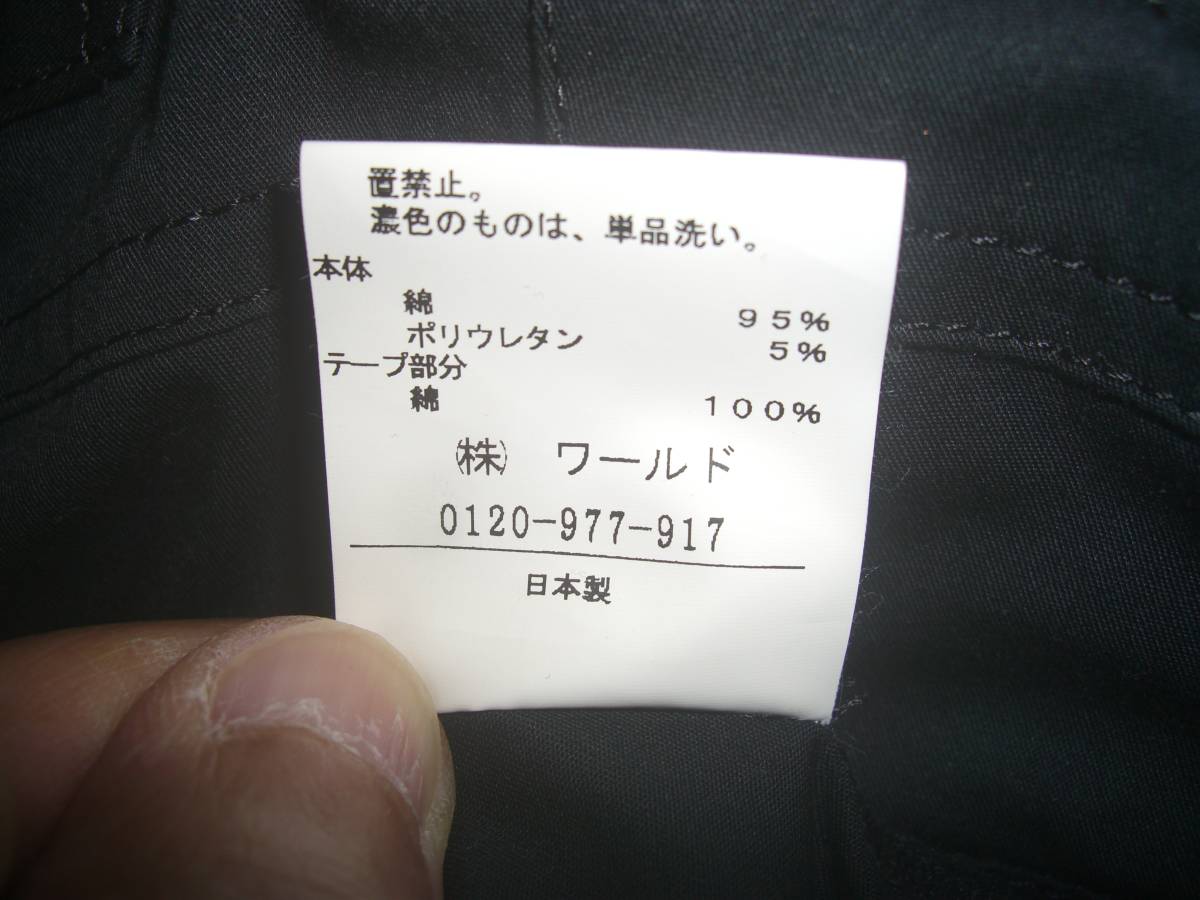 置禁止。
濃色のものは、単品洗い。
本体
綿 95%
ポリウレタン 5%
テープ部分
綿 100%
㈱ ワールド
0120-977-917
日本製